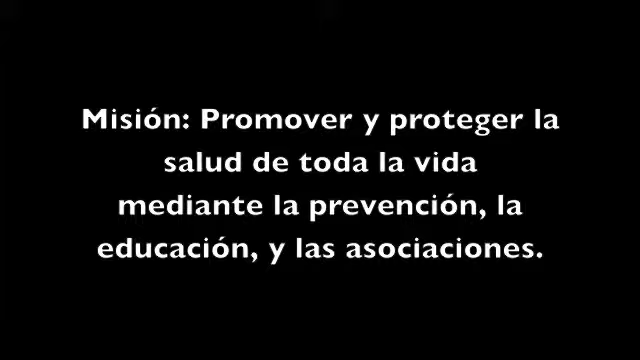 Misión: Promover y proteger la
salud de toda la vida
mediante la prevención, la
educación, y las asociaciones.